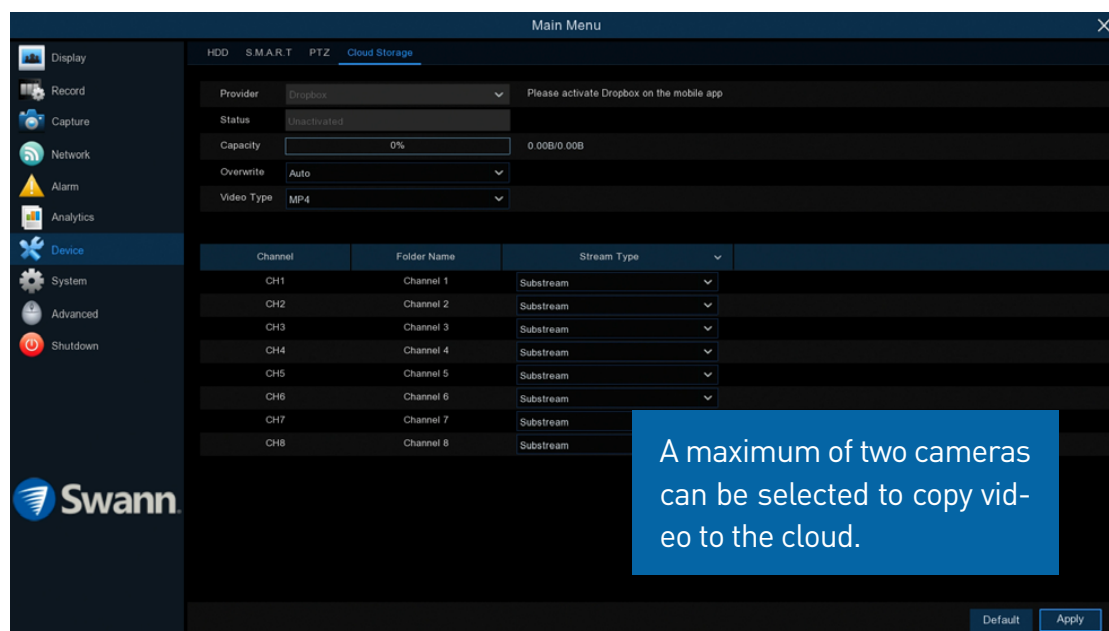 Main Menu
Display
Record
Capture
Network
Alarm
Analytics
Device
System
Advanced
Shutdown
Swann
HDD S.M.A.R.T PTZ Cloud Storage
Provider Dropbox Please activate Dropbox on the mobile app
Status Unactivated
Capacity 0% 0.00B/0.00B
Overwrite Auto
Video Type MP4
Channel Folder Name Stream Type
CH1 Channel 1 Substream
CH2 Channel 2 Substream
CH3 Channel 3 Substream
CH4 Channel 4 Substream
CH5 Channel 5 Substream
CH6 Channel 6 Substream
CH7 Channel 7 Substream
CH8 Channel 8 Substream
A maximum of two cameras
can be selected to copy vid-
eo to the cloud.
Default Apply